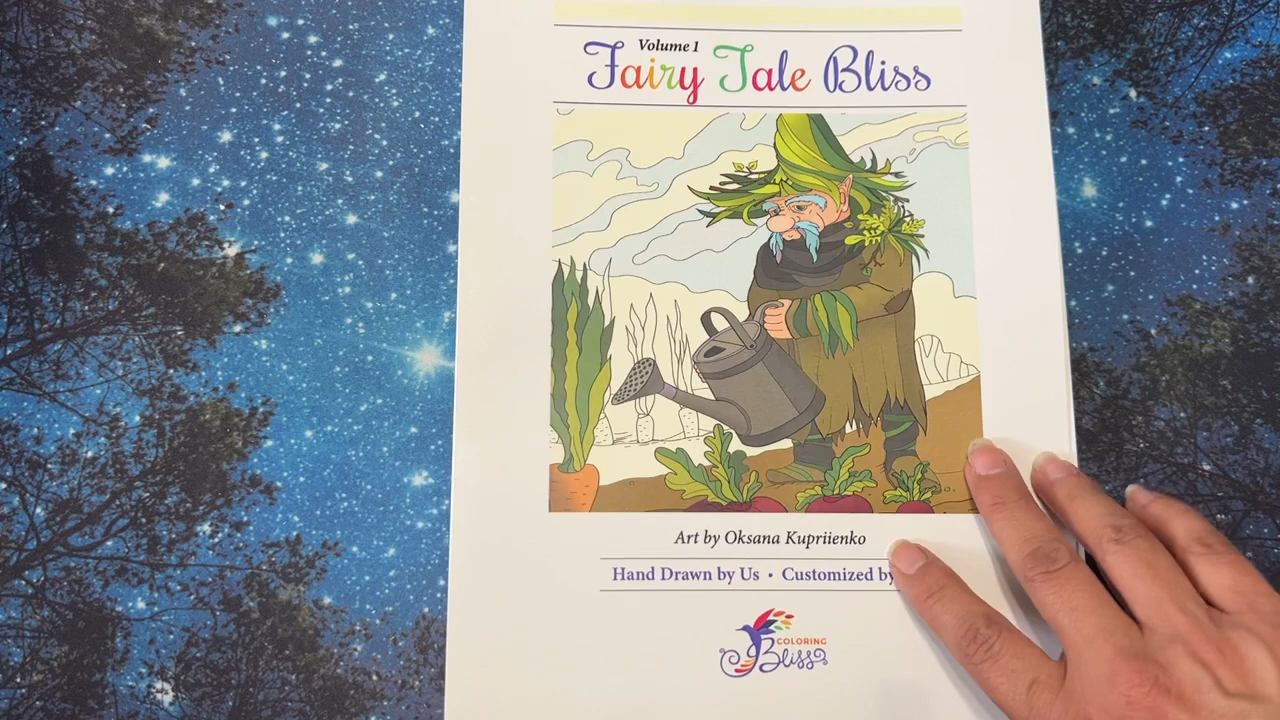 Volume 1
Fairy Tale Bliss
Art by Oksana Kupriienko
Hand Drawn by Us • Customized by
COLORING
Bliss